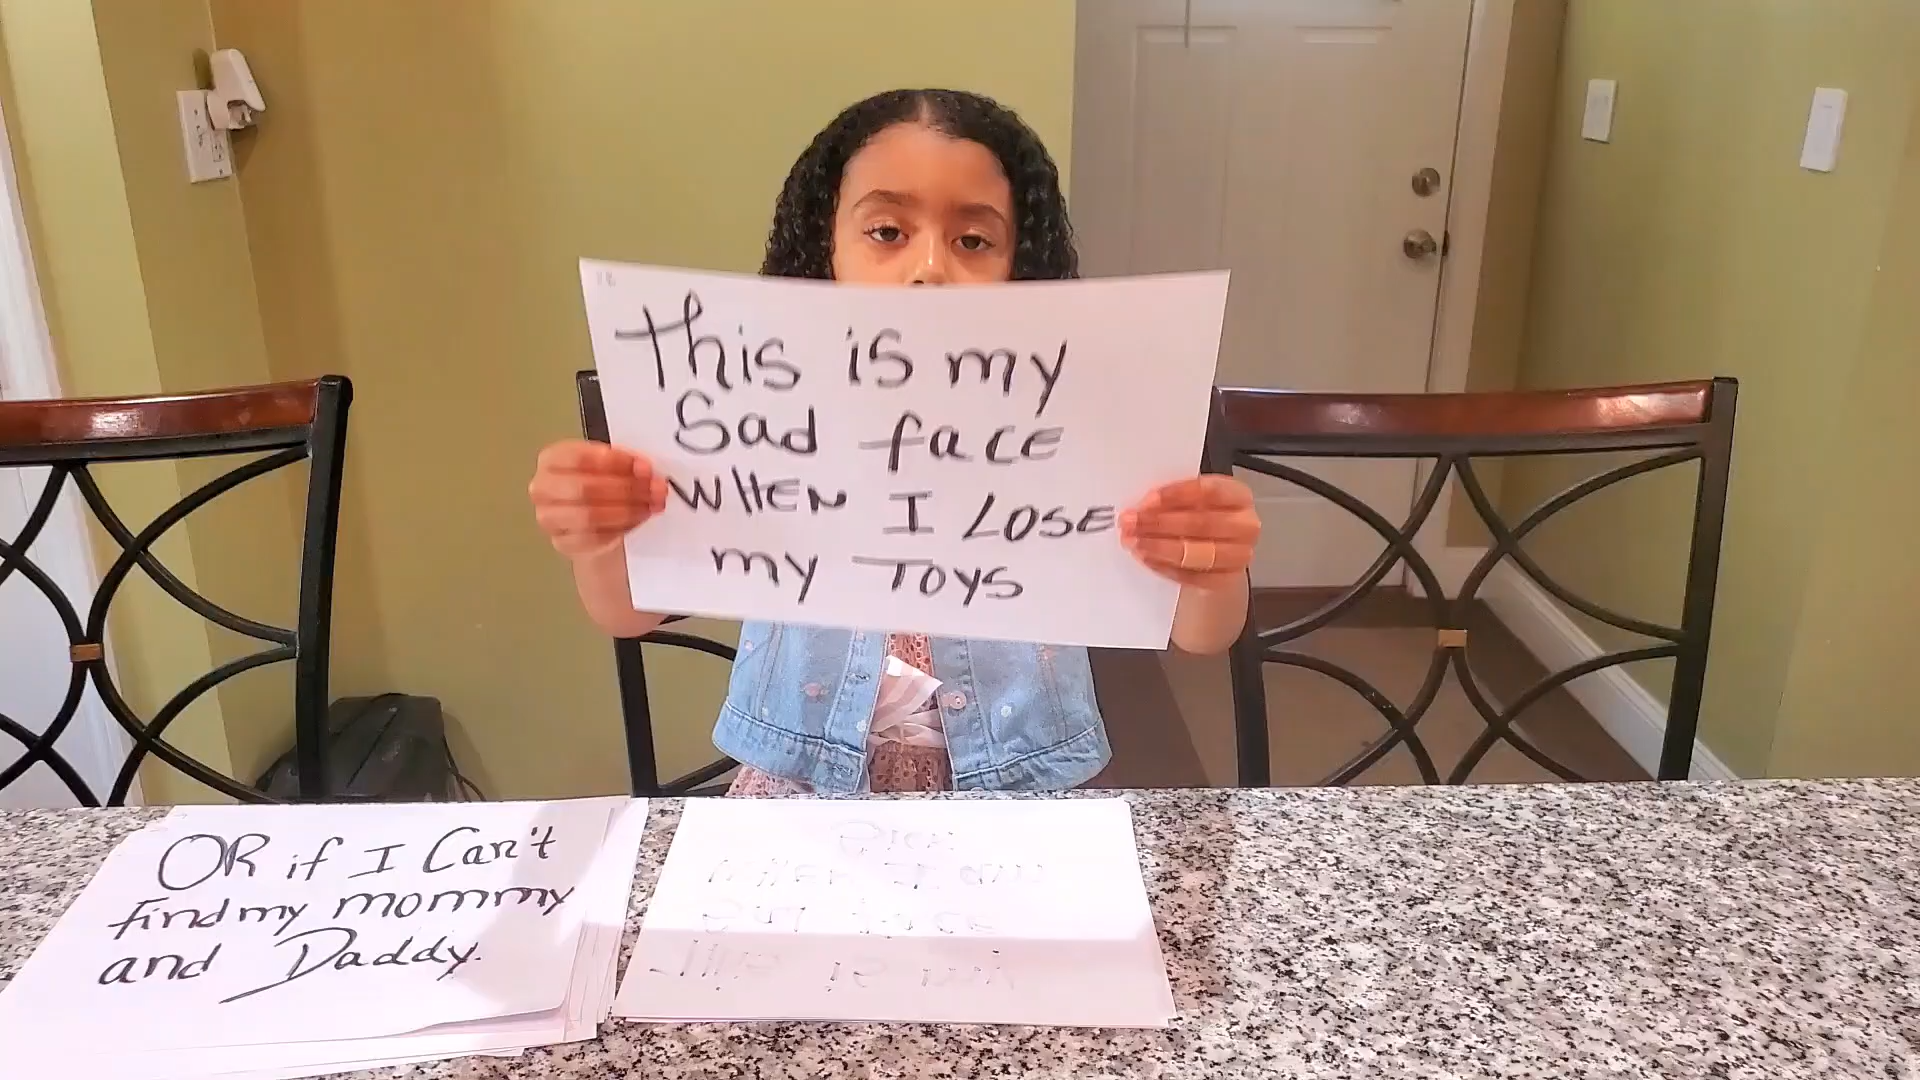 This is my
Sad face
WHEN I LOSE
my Toys
OR if I Can't
find my mommy
and Daddy.